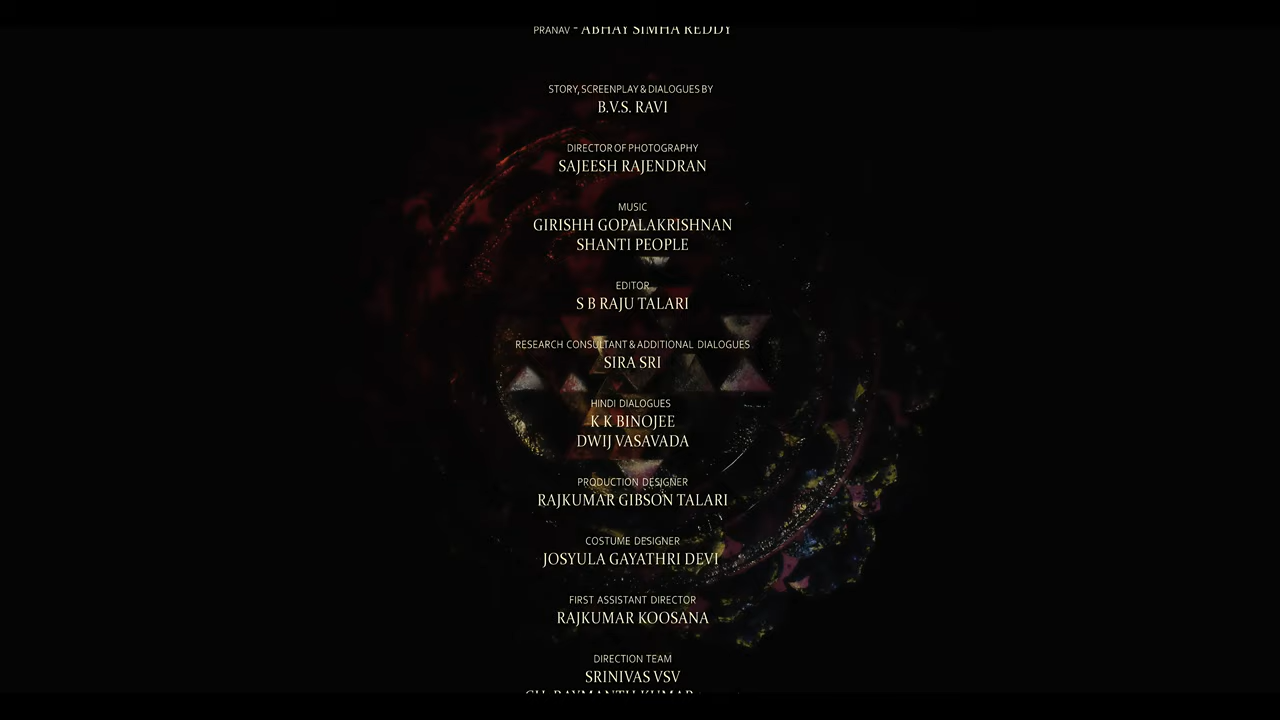 PRANAV - ABHAY SIMHA REDDY
STORY, SCREENPLAY & DIALOGUES BY
B.V.S. RAVI
DIRECTOR OF PHOTOGRAPHY
SAJEESH RAJENDRAN
MUSIC
GIRISHH GOPALAKRISHNAN
SHANTI PEOPLE
EDITOR
S B RAJU TALARI
RESEARCH CONSULTANT & ADDITIONAL DIALOGUES
SIRA SRI
HINDI DIALOGUES
K K BINOJEE
DWIJ VASAVADA
PRODUCTION DESIGNER
RAJKUMAR GIBSON TALARI
COSTUME DESIGNER
JOSYULA GAYATHRI DEVI
FIRST ASSISTANT DIRECTOR
RAJKUMAR KOOSANA
DIRECTION TEAM
SRINIVAS VSV